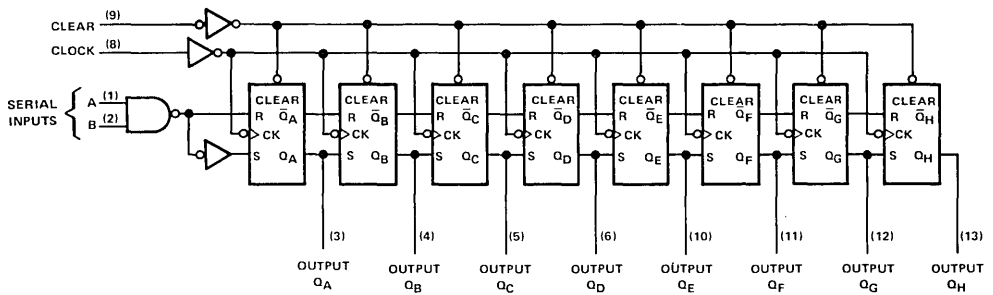 CLEAR (9)
CLOCK (8)
SERIAL INPUTS { A (1)
B (2)
CLEAR CLEAR CLEAR CLEAR CLEAR CLEAR CLEAR CLEAR
R Q̅A R Q̅B R Q̅C R Q̅D R Q̅E R Q̅F R Q̅G R Q̅H
CK CK CK CK CK CK CK CK
S QA S QB S QC S QD S QE S QF S QG S QH
(3) (4) (5) (6) (10) (11) (12) (13)
OUTPUT OUTPUT OUTPUT OUTPUT OUTPUT OUTPUT OUTPUT OUTPUT
QA QB QC QD QE QF QG QH